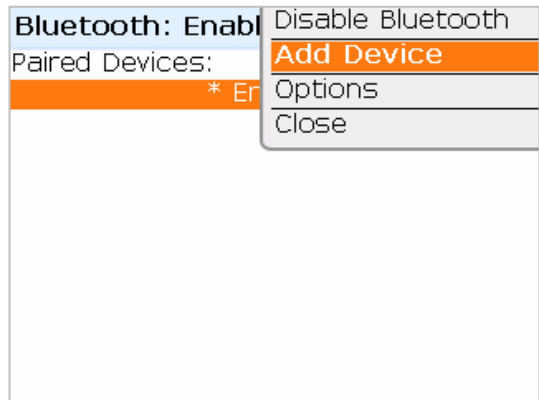 Bluetooth: Enabl
Paired Devices:
* En
Disable Bluetooth
Add Device
Options
Close